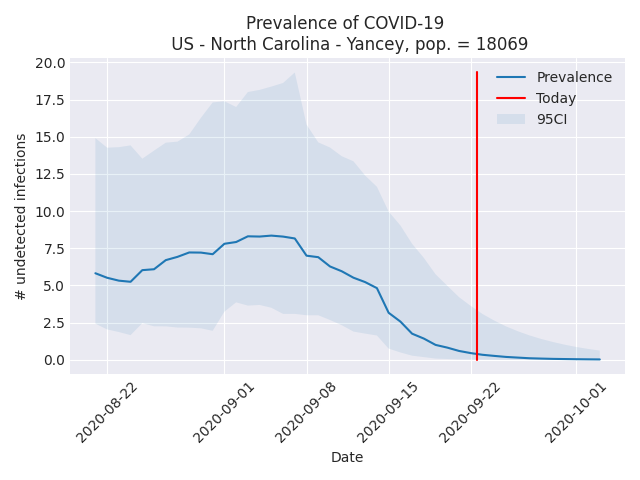 Prevalence of COVID-19
US - North Carolina - Yancey, pop. = 18069
20.0
17.5
15.0
12.5
10.0
7.5
5.0
2.5
0.0
# undetected infections
Prevalence
Today
95CI
2020-08-22
2020-09-01
2020-09-08
2020-09-15
2020-09-22
2020-10-01
Date